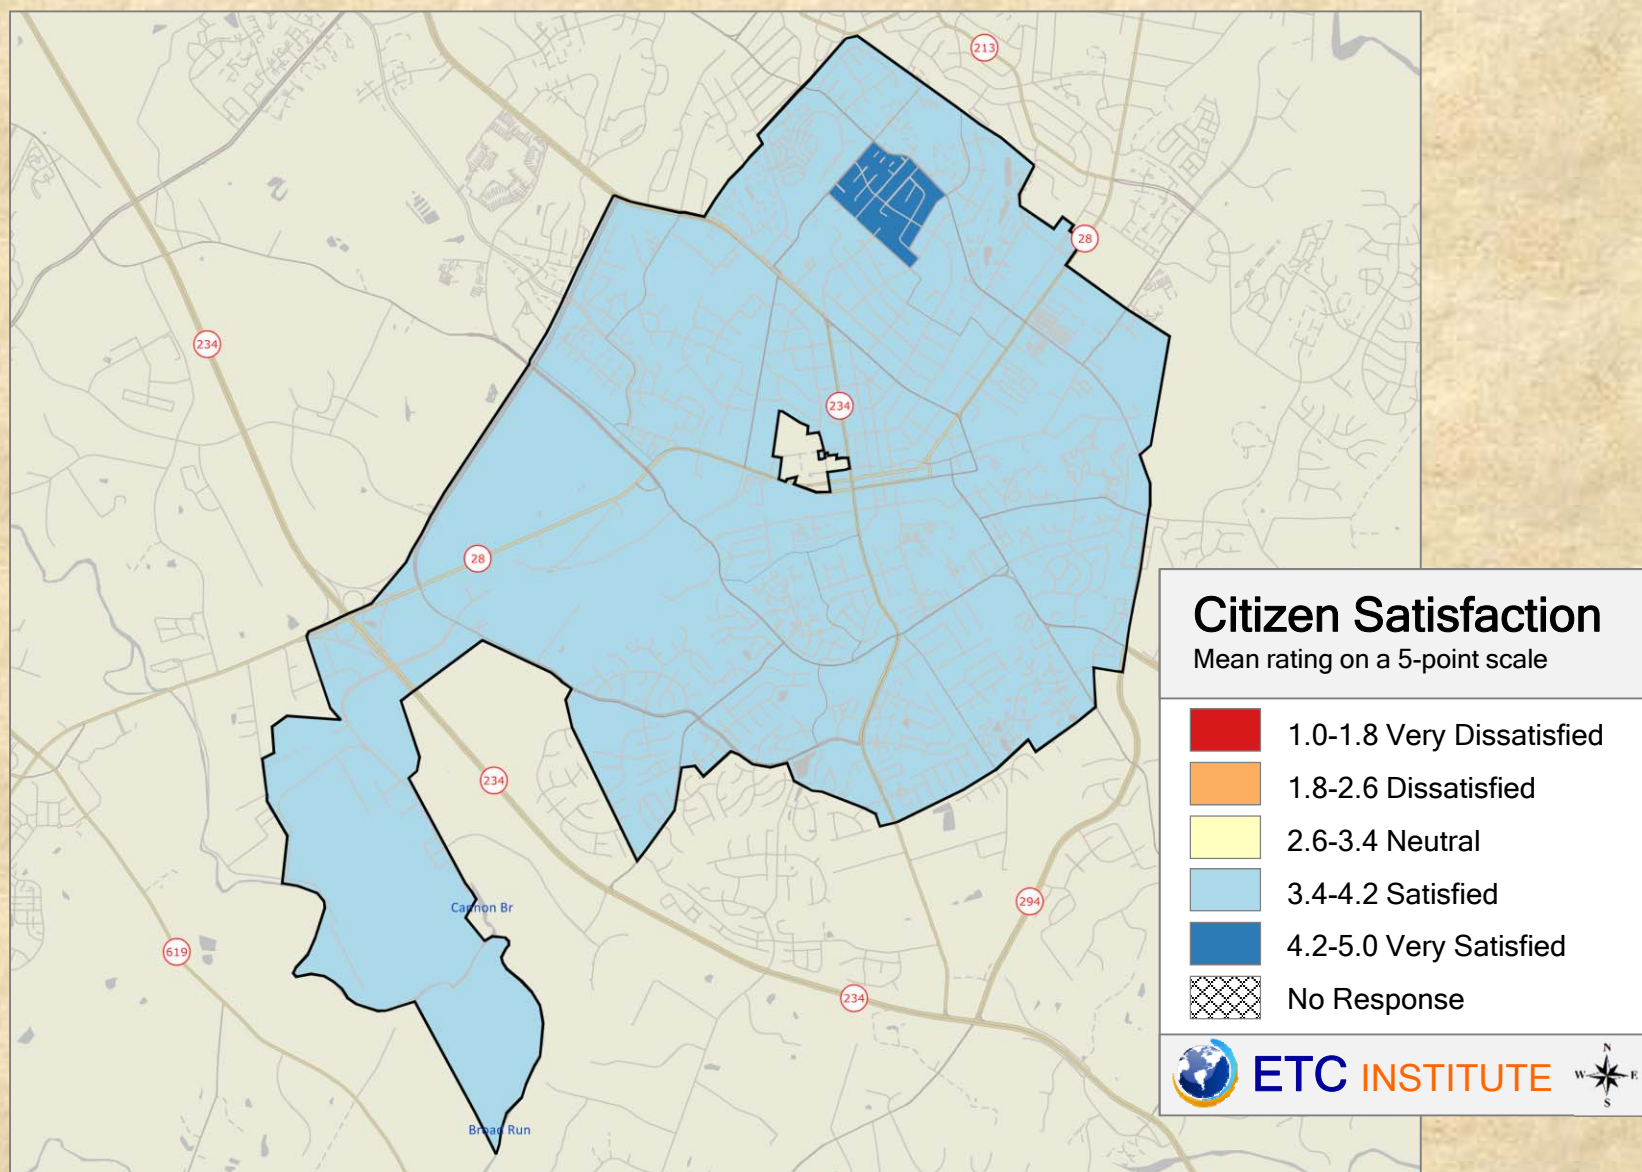 213
28
234
234
28
234
Cannon Br
294
619
234
Broad Run
Citizen Satisfaction
Mean rating on a 5-point scale
1.0-1.8 Very Dissatisfied
1.8-2.6 Dissatisfied
2.6-3.4 Neutral
3.4-4.2 Satisfied
4.2-5.0 Very Satisfied
No Response
ETC INSTITUTE
N
W E
S